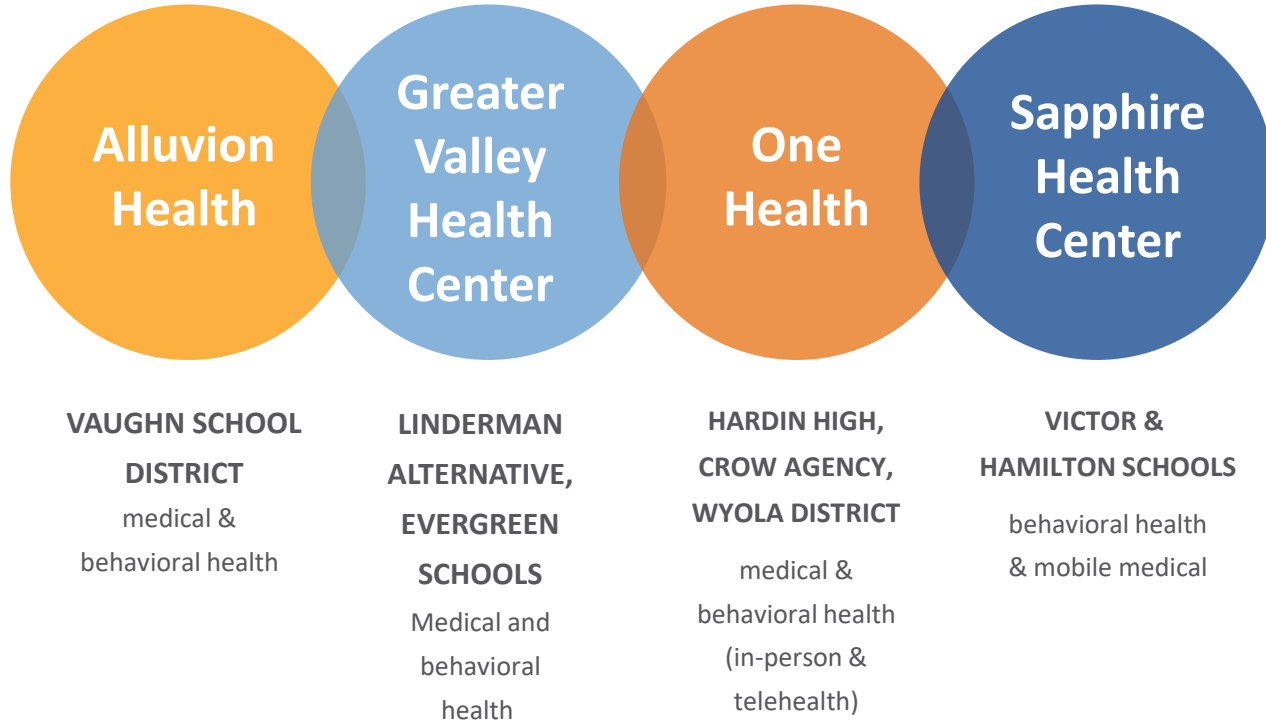 Alluvion
Health
Greater
Valley
Health
Center
One
Health
Sapphire
Health
Center
VAUGHN SCHOOL
DISTRICT
medical &
behavioral health
LINDERMAN
ALTERNATIVE,
EVERGREEN
SCHOOLS
Medical and
behavioral
health
HARDIN HIGH,
CROW AGENCY,
WYOLA DISTRICT
medical &
behavioral health
(in-person &
telehealth)
VICTOR &
HAMILTON SCHOOLS
behavioral health
& mobile medical